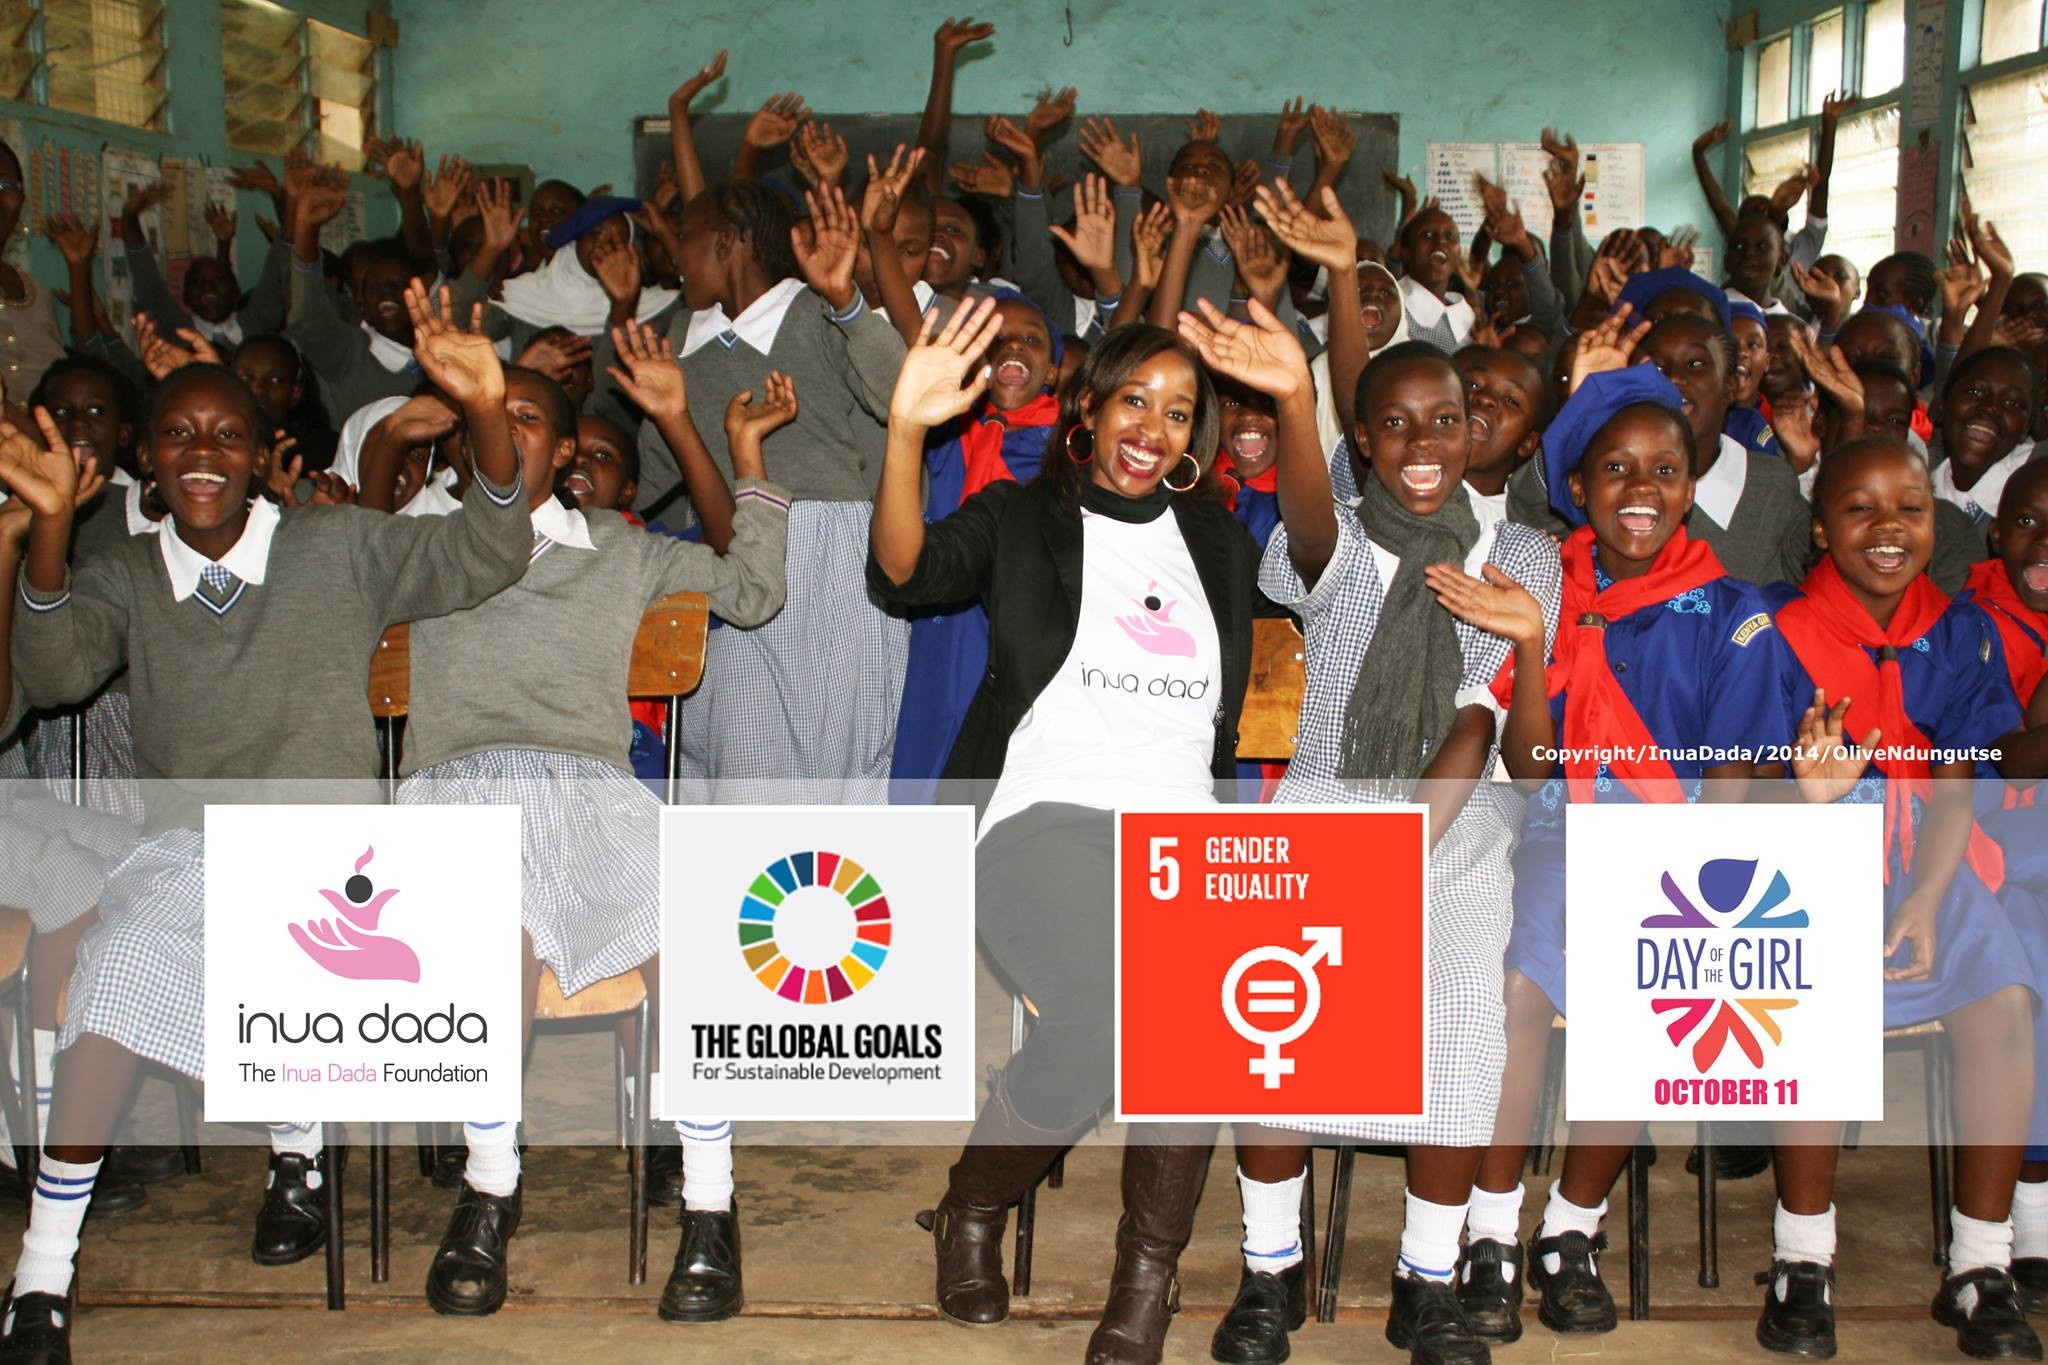 inua dad
KENYA
Copyright/InuaDada/2014/OliveNdungutse
inua dada
The Inua Dada Foundation
THE GLOBAL GOALS
For Sustainable Development
5 GENDER
EQUALITY
DAY OF THE GIRL
OCTOBER 11